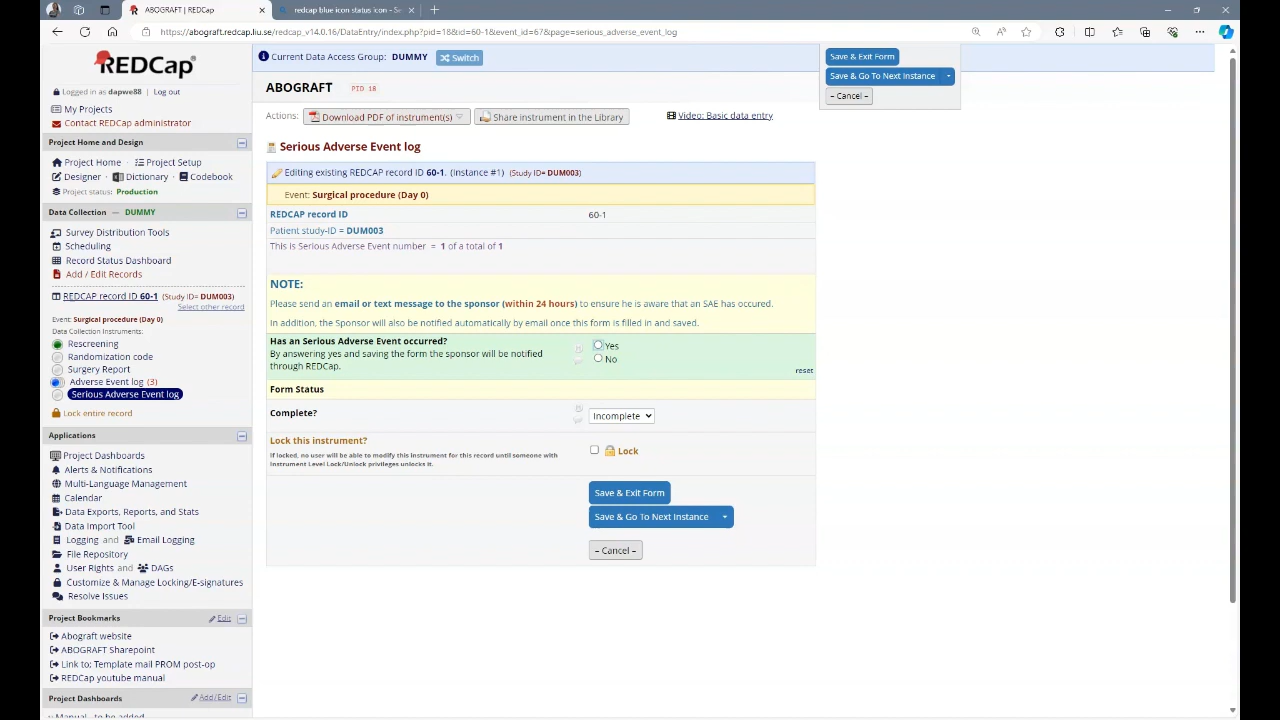 ABOGRAFT | REDCap
redcap blue icon status icon - Se
https://abograft.redcap.liu.se/redcap_v14.0.16/DataEntry/index.php?pid=18&id=60-1&event_id=67&page=serious_adverse_event_log
REDCap
Logged in as dapwe88 | Log out
My Projects
Contact REDCap administrator
Project Home and Design
Project Home · Project Setup
Designer · Dictionary · Codebook
Project status: Production
Data Collection — DUMMY
Survey Distribution Tools
Scheduling
Record Status Dashboard
Add / Edit Records
REDCAP record ID 60-1 (Study ID= DUM003)
Select other record
Event: Surgical procedure (Day 0)
Data Collection Instruments:
Rescreening
Randomization code
Surgery Report
Adverse Event log (3)
Serious Adverse Event log
Lock entire record
Applications
Project Dashboards
Alerts & Notifications
Multi-Language Management
Calendar
Data Exports, Reports, and Stats
Data Import Tool
Logging and Email Logging
File Repository
User Rights and DAGs
Customize & Manage Locking/E-signatures
Resolve Issues
Project Bookmarks Edit
Abograft website
ABOGRAFT Sharepoint
Link to: Template mail PROM post-op
REDCap youtube manual
Project Dashboards Add/Edit
Manual - to be added
Current Data Access Group: DUMMY Switch
ABOGRAFT PID 18
Actions: Download PDF of instrument(s) Share instrument in the Library Video: Basic data entry
Serious Adverse Event log
Editing existing REDCAP record ID 60-1. (Instance #1) (Study ID= DUM003)
Event: Surgical procedure (Day 0)
REDCAP record ID 60-1
Patient study-ID = DUM003
This is Serious Adverse Event number = 1 of a total of 1
NOTE:
Please send an email or text message to the sponsor (within 24 hours) to ensure he is aware that an SAE has occured.
In addition, the Sponsor will also be notified automatically by email once this form is filled in and saved.
Has an Serious Adverse Event occurred?
By answering yes and saving the form the sponsor will be notified
through REDCap.
Yes
No
reset
Form Status
Complete? Incomplete
Lock this instrument?
If locked, no user will be able to modify this instrument for this record until someone with
Instrument Level Lock/Unlock privileges unlocks it.
Lock
Save & Exit Form
Save & Go To Next Instance
– Cancel –
Save & Exit Form
Save & Go To Next Instance
– Cancel –